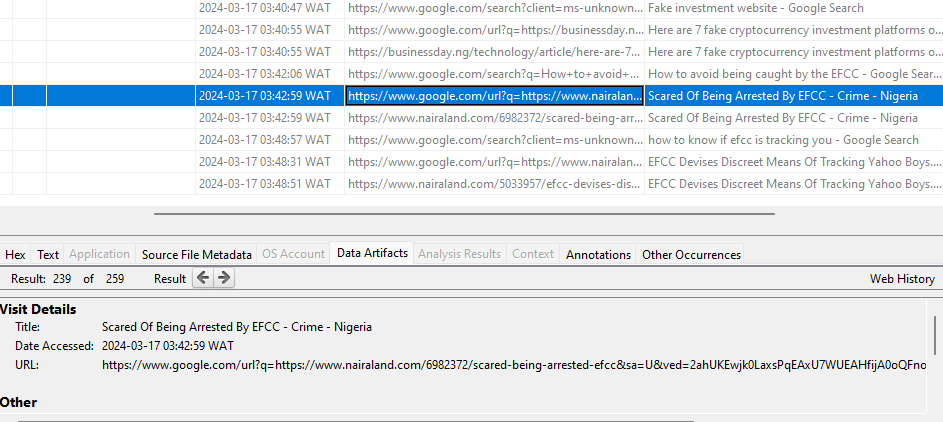 2024-03-17 03:40:47 WAT https://www.google.com/search?client=ms-unknown... Fake investment website - Google Search
2024-03-17 03:40:55 WAT https://www.google.com/url?q=https://businessday.n... Here are 7 fake cryptocurrency investment platforms o...
2024-03-17 03:40:55 WAT https://businessday.ng/technology/article/here-are-7... Here are 7 fake cryptocurrency investment platforms o...
2024-03-17 03:42:06 WAT https://www.google.com/search?q=How+to+avoid+... How to avoid being caught by the EFCC - Google Sear...
2024-03-17 03:42:59 WAT https://www.google.com/url?q=https://www.nairalan... Scared Of Being Arrested By EFCC - Crime - Nigeria
2024-03-17 03:42:59 WAT https://www.nairaland.com/6982372/scared-being-arr... Scared Of Being Arrested By EFCC - Crime - Nigeria
2024-03-17 03:48:57 WAT https://www.google.com/search?client=ms-unknown... how to know if efcc is tracking you - Google Search
2024-03-17 03:48:31 WAT https://www.google.com/url?q=https://www.nairalan... EFCC Devises Discreet Means Of Tracking Yahoo Boys....
2024-03-17 03:48:51 WAT https://www.nairaland.com/5033957/efcc-devises-dis... EFCC Devises Discreet Means Of Tracking Yahoo Boys....
Hex Text Application Source File Metadata OS Account Data Artifacts Analysis Results Context Annotations Other Occurrences
Result: 239 of 259 Result Web History
Visit Details
Title: Scared Of Being Arrested By EFCC - Crime - Nigeria
Date Accessed: 2024-03-17 03:42:59 WAT
URL: https://www.google.com/url?q=https://www.nairaland.com/6982372/scared-being-arrested-efcc&sa=U&ved=2ahUKEwjk0LaxsPqEAxU7WUEAHfijA0oQFno
Other